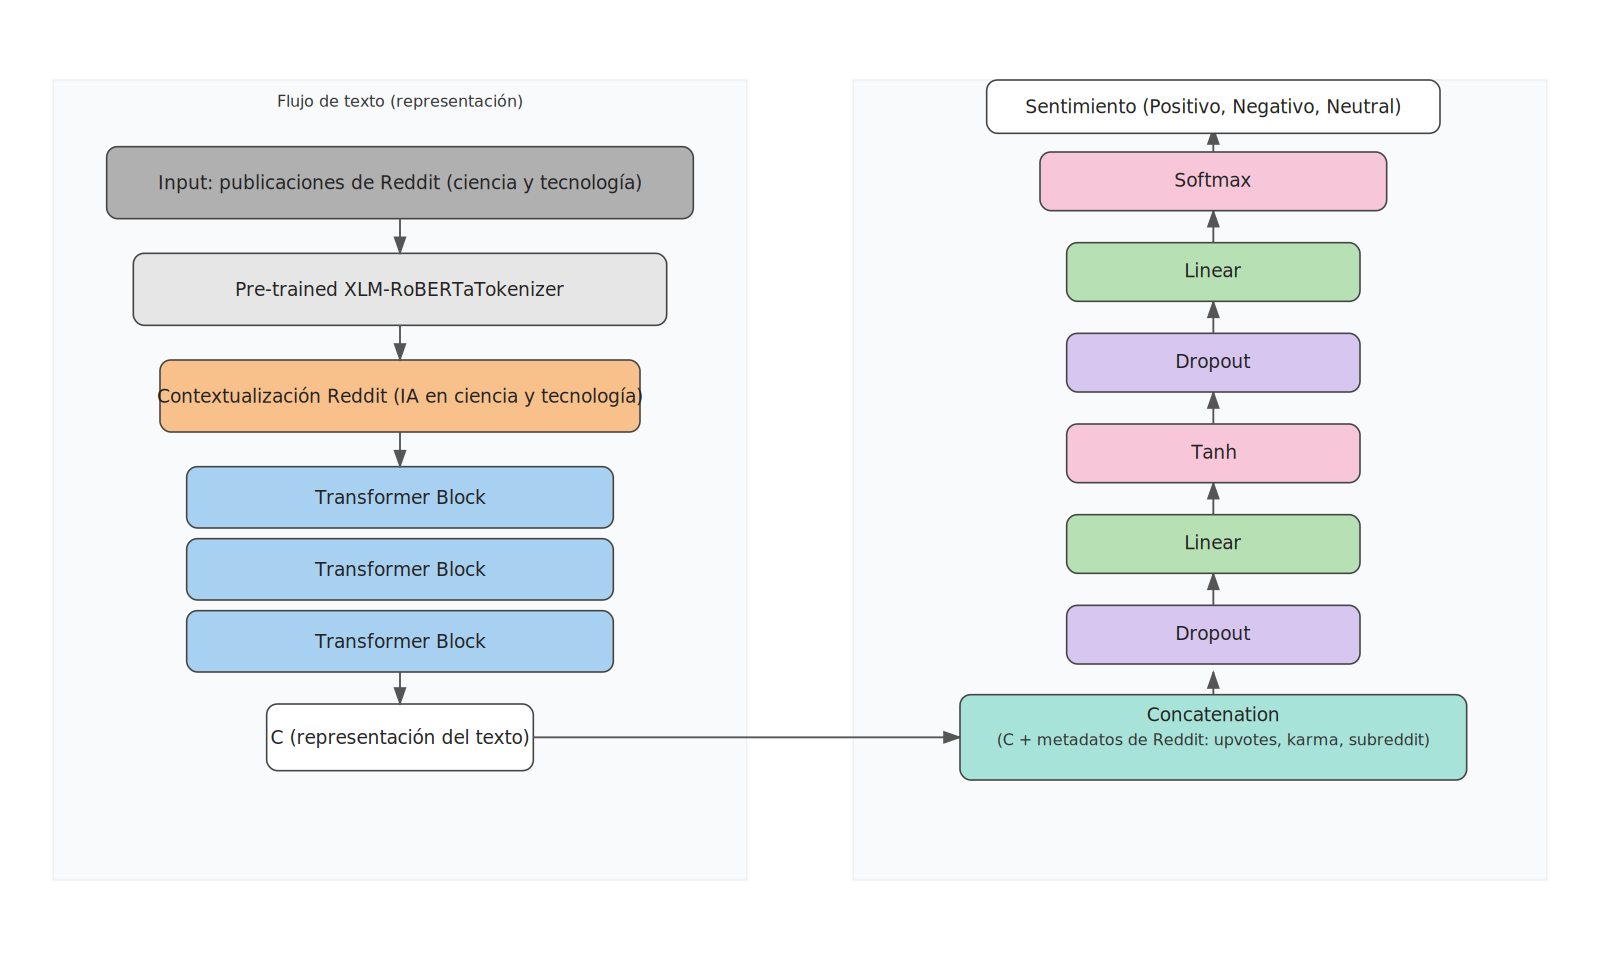 Flujo de texto (representación)
Input: publicaciones de Reddit (ciencia y tecnología)
Pre-trained XLM-RoBERTaTokenizer
Contextualización Reddit (IA en ciencia y tecnología)
Transformer Block
Transformer Block
Transformer Block
C (representación del texto)
Sentimiento (Positivo, Negativo, Neutral)
Softmax
Linear
Dropout
Tanh
Linear
Dropout
Concatenation
(C + metadatos de Reddit: upvotes, karma, subreddit)